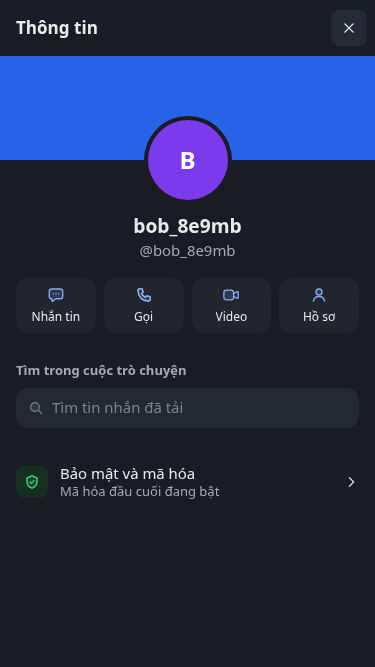 Thông tin
B
bob_8e9mb
@bob_8e9mb
Nhắn tin
Gọi
Video
Hồ sơ
Tìm trong cuộc trò chuyện
Tìm tin nhắn đã tải
Bảo mật và mã hóa
Mã hóa đầu cuối đang bật